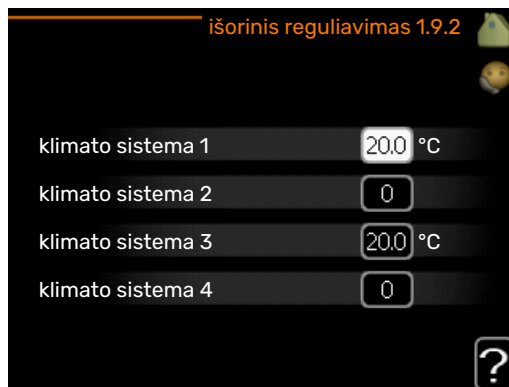 išorinis reguliavimas 1.9.2
klimato sistema 1 20.0 °C
klimato sistema 2 0
klimato sistema 3 20.0 °C
klimato sistema 4 0
?